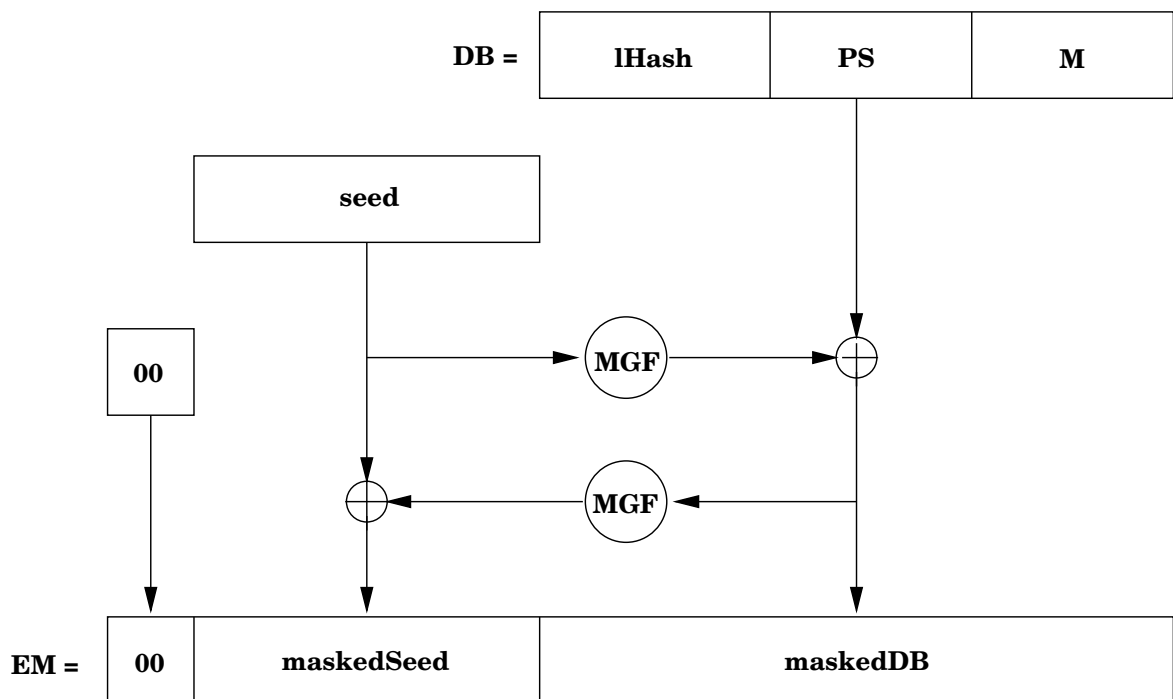 DB = lHash PS M
seed
MGF
00
MGF
EM = 00 maskedSeed maskedDB